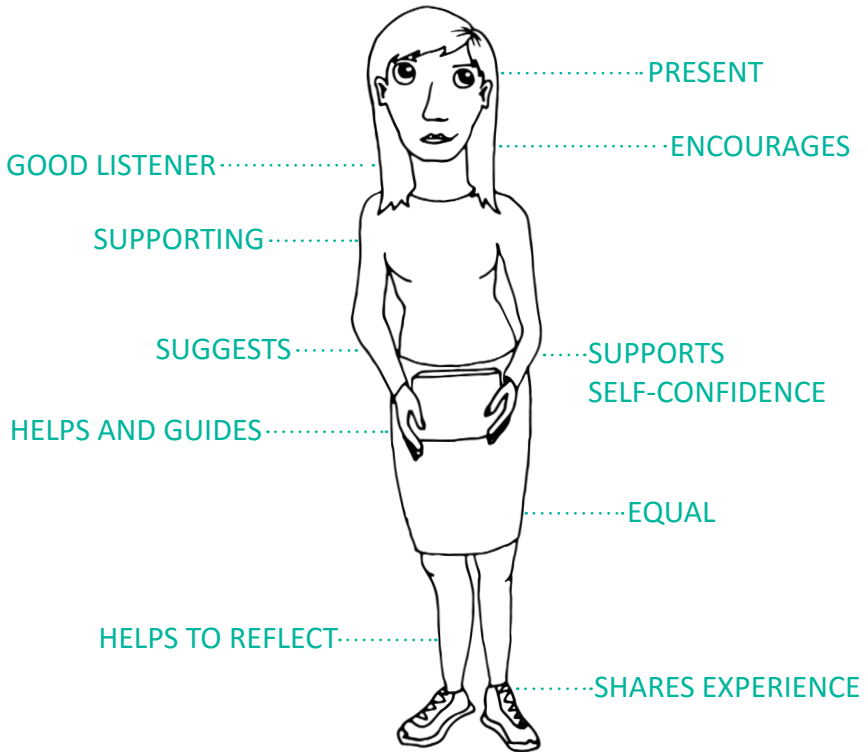 PRESENT
ENCOURAGES
GOOD LISTENER
SUPPORTING
SUGGESTS
SUPPORTS
SELF-CONFIDENCE
HELPS AND GUIDES
EQUAL
HELPS TO REFLECT
SHARES EXPERIENCE